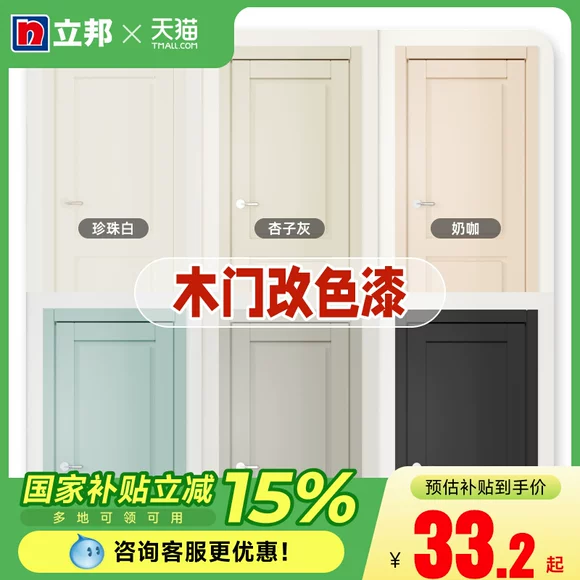 n 立邦 × 天猫
TMALL.COM
珍珠白
杏子灰
奶咖
木门改色漆
国家补贴立减15%
多地可领可用
咨询客服更优惠!
预估补贴到手价
¥33.2起